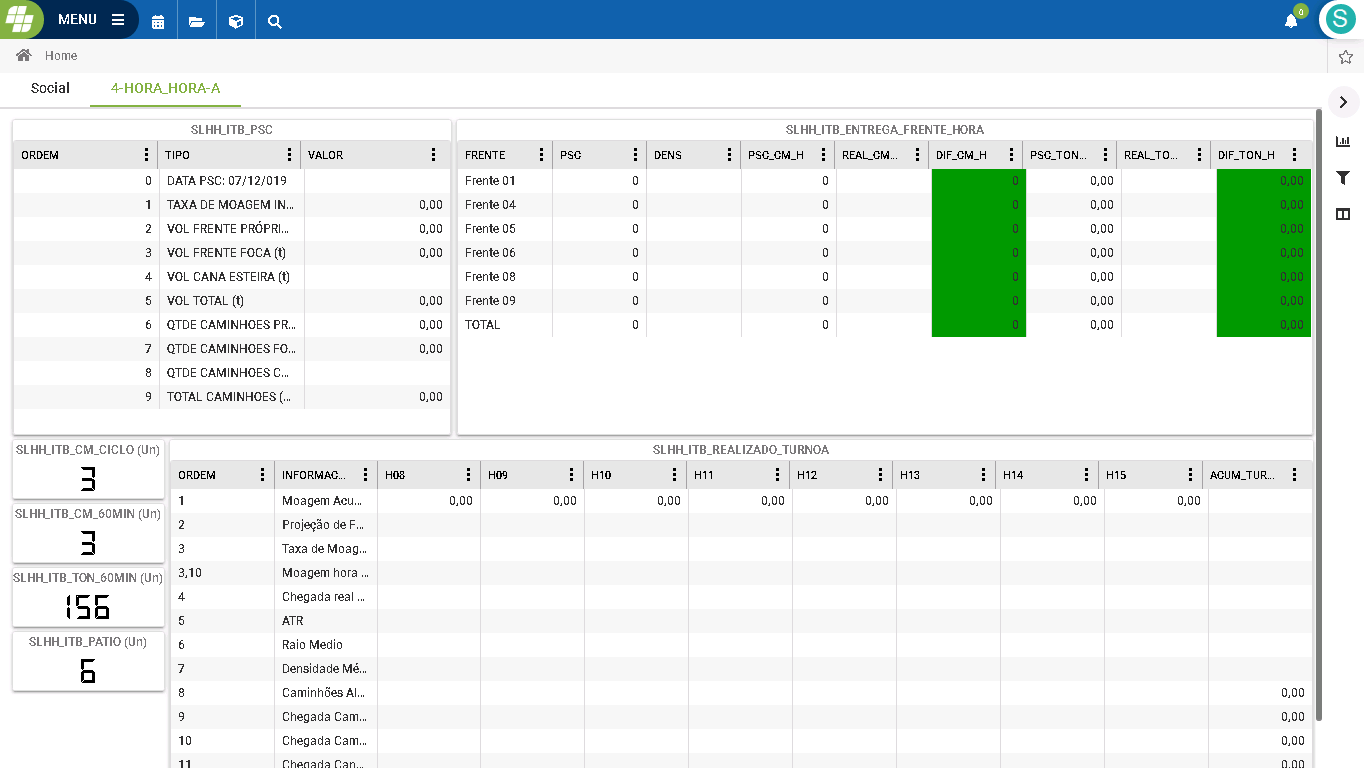 MENU
0
S
Home
Social 4-HORA_HORA-A
SLHH_ITB_PSC
ORDEM TIPO VALOR
0 DATA PSC: 07/12/019
1 TAXA DE MOAGEM IN... 0,00
2 VOL FRENTE PRÓPRI... 0,00
3 VOL FRENTE FOCA (t) 0,00
4 VOL CANA ESTEIRA (t)
5 VOL TOTAL (t) 0,00
6 QTDE CAMINHOES PR... 0,00
7 QTDE CAMINHOES FO... 0,00
8 QTDE CAMINHOES C...
9 TOTAL CAMINHOES (... 0,00
SLHH_ITB_ENTREGA_FRENTE_HORA
FRENTE PSC DENS PSC_CM_H REAL_CM... DIF_CM_H PSC_TON... REAL_TO... DIF_TON_H
Frente 01 0 0 0 0,00 0,00
Frente 04 0 0 0 0,00 0,00
Frente 05 0 0 0 0,00 0,00
Frente 06 0 0 0 0,00 0,00
Frente 08 0 0 0 0,00 0,00
Frente 09 0 0 0 0,00 0,00
TOTAL 0 0 0 0,00 0,00
SLHH_ITB_CM_CICLO (Un)
3
SLHH_ITB_CM_60MIN (Un)
3
SLHH_ITB_TON_60MIN (Un)
156
SLHH_ITB_PATIO (Un)
6
SLHH_ITB_REALIZADO_TURNOA
ORDEM INFORMAC... H08 H09 H10 H11 H12 H13 H14 H15 ACUM_TUR...
1 Moagem Acu... 0,00 0,00 0,00 0,00 0,00 0,00 0,00 0,00
2 Projeção de F...
3 Taxa de Moag...
3,10 Moagem hora ...
4 Chegada real ...
5 ATR
6 Raio Medio
7 Densidade Mé...
8 Caminhões Al... 0,00
9 Chegada Cam... 0,00
10 Chegada Cam... 0,00
11 Chegada Can... 0,00